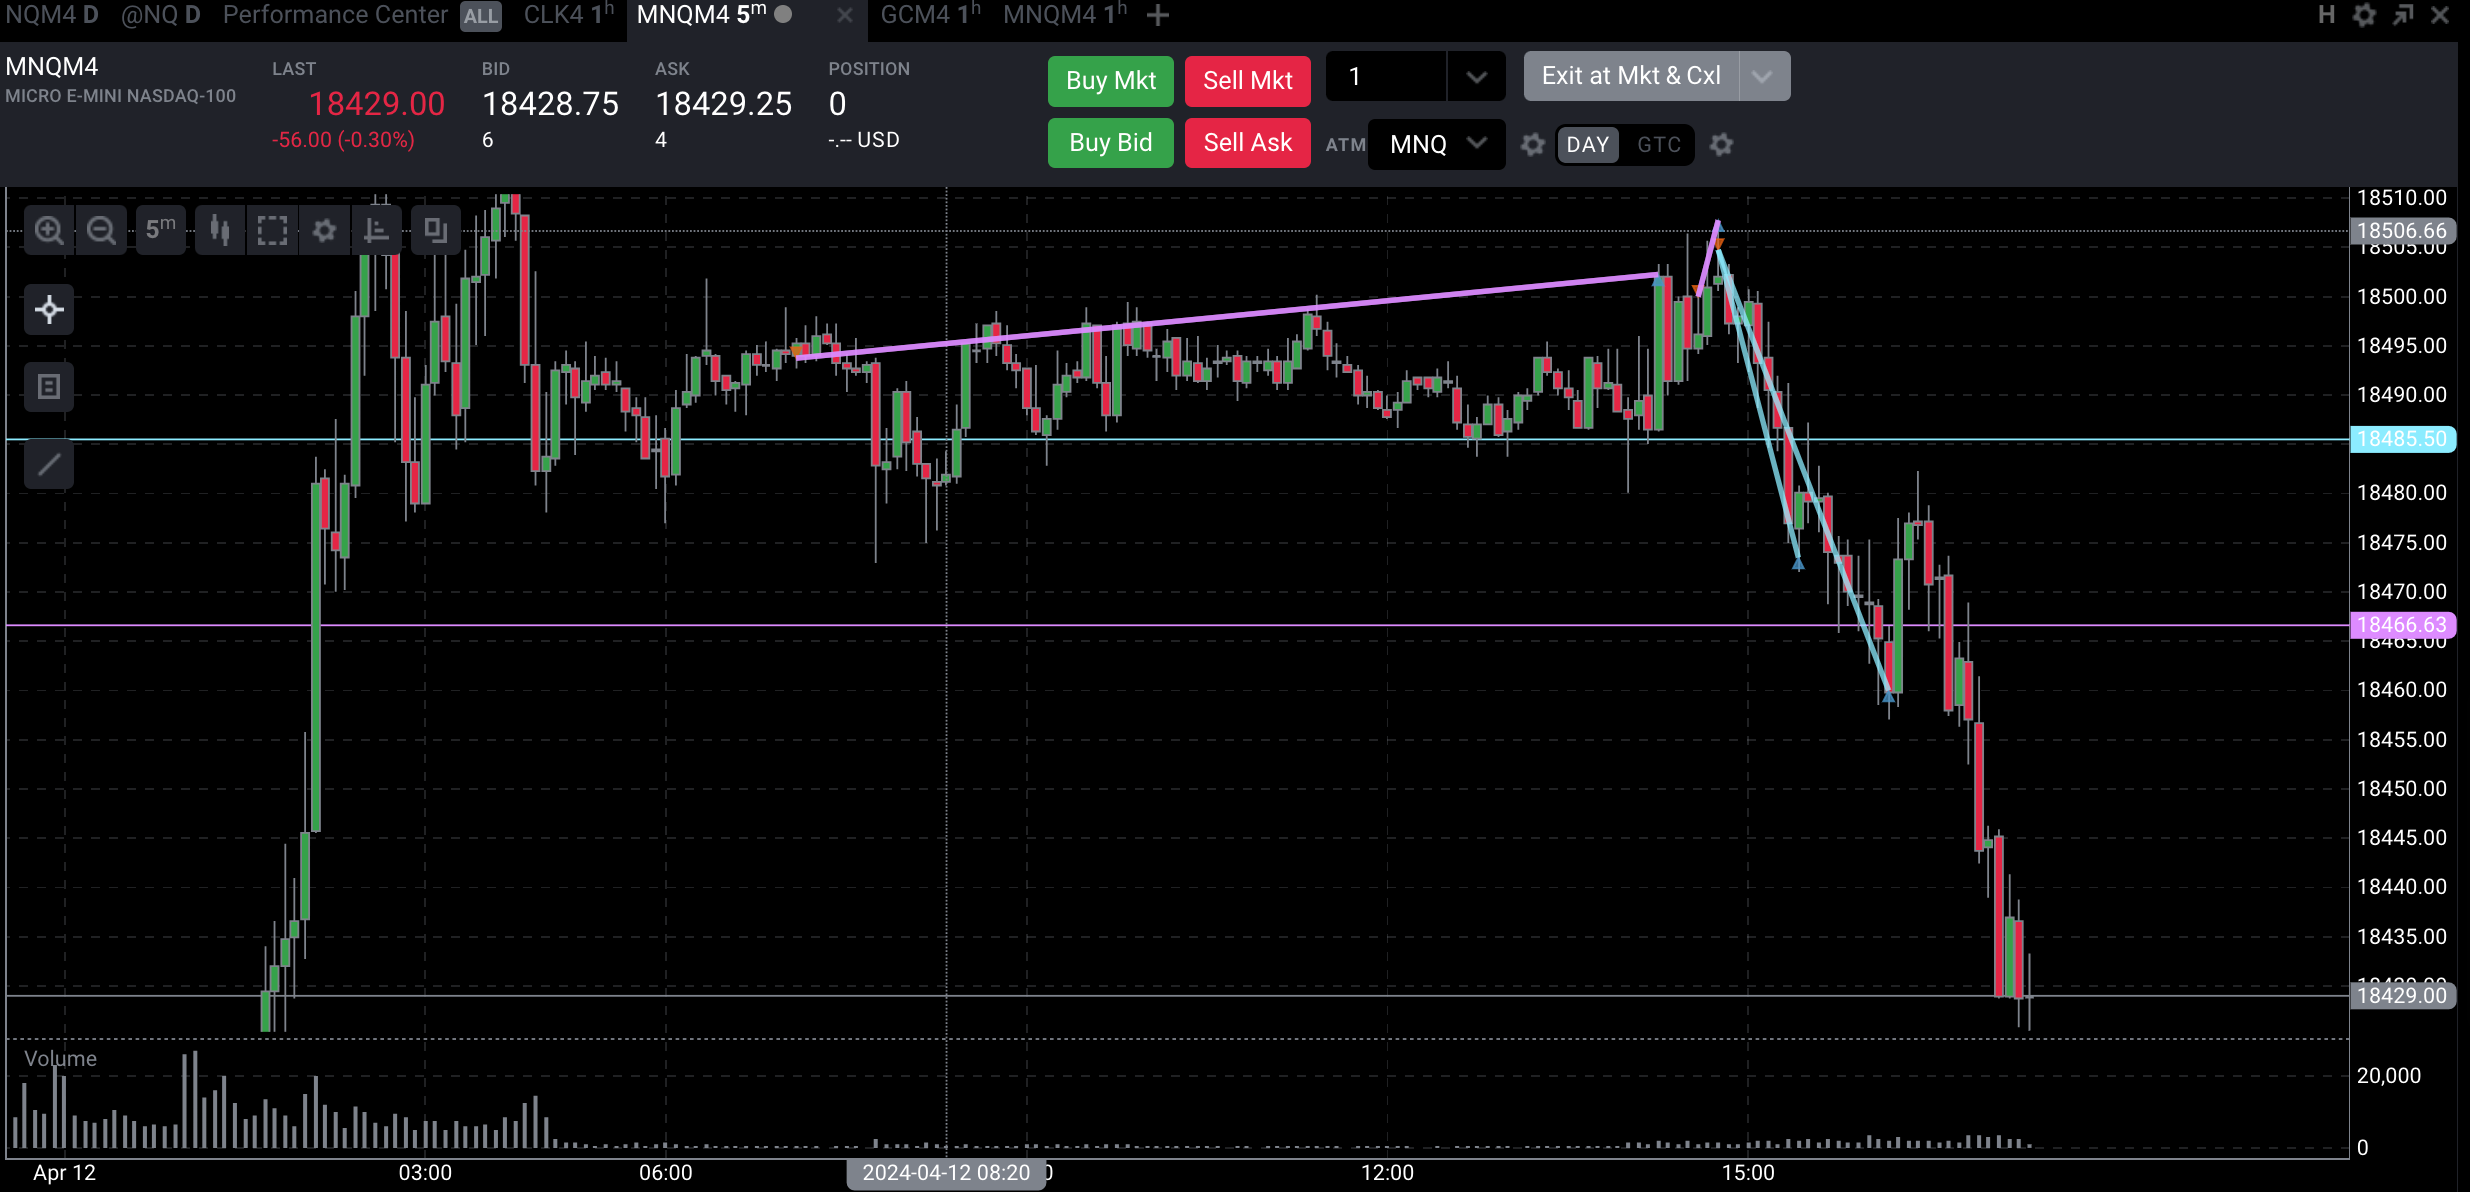 NQM4 D @NQ D Performance Center ALL CLK4 1h MNQM4 5m GCM4 1h MNQM4 1h H
MNQM4
MICRO E-MINI NASDAQ-100
LAST
18429.00
-56.00 (-0.30%)
BID
18428.75
6
ASK
18429.25
4
POSITION
0
-.-- USD
Buy Mkt Sell Mkt 1 Exit at Mkt & Cxl
Buy Bid Sell Ask ATM MNQ DAY GTC
5m
18510.00
18506.66
18505.00
18500.00
18495.00
18490.00
18485.50
18480.00
18475.00
18470.00
18466.63
18465.00
18460.00
18455.00
18450.00
18445.00
18440.00
18435.00
18429.00
Volume
20,000
0
Apr 12 03:00 06:00 2024-04-12 08:20 12:00 15:00